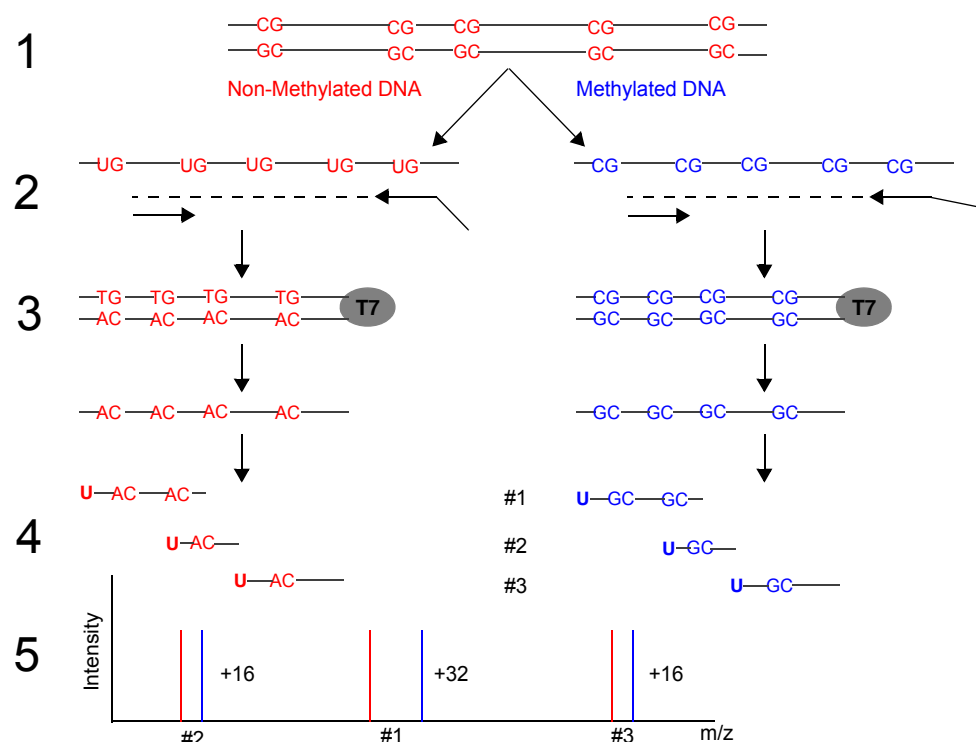 1
CG CG CG CG CG
GC GC GC GC GC
Non-Methylated DNA
Methylated DNA
2
UG UG UG UG UG
CG CG CG CG CG
3
TG TG TG TG
AC AC AC AC
T7
CG CG CG CG
GC GC GC GC
T7
AC AC AC AC
GC GC GC GC
4
U AC AC
#1
U GC GC
U AC
#2
U GC
U AC
#3
U GC
5
Intensity
+16
+32
+16
#2
#1
#3
m/z